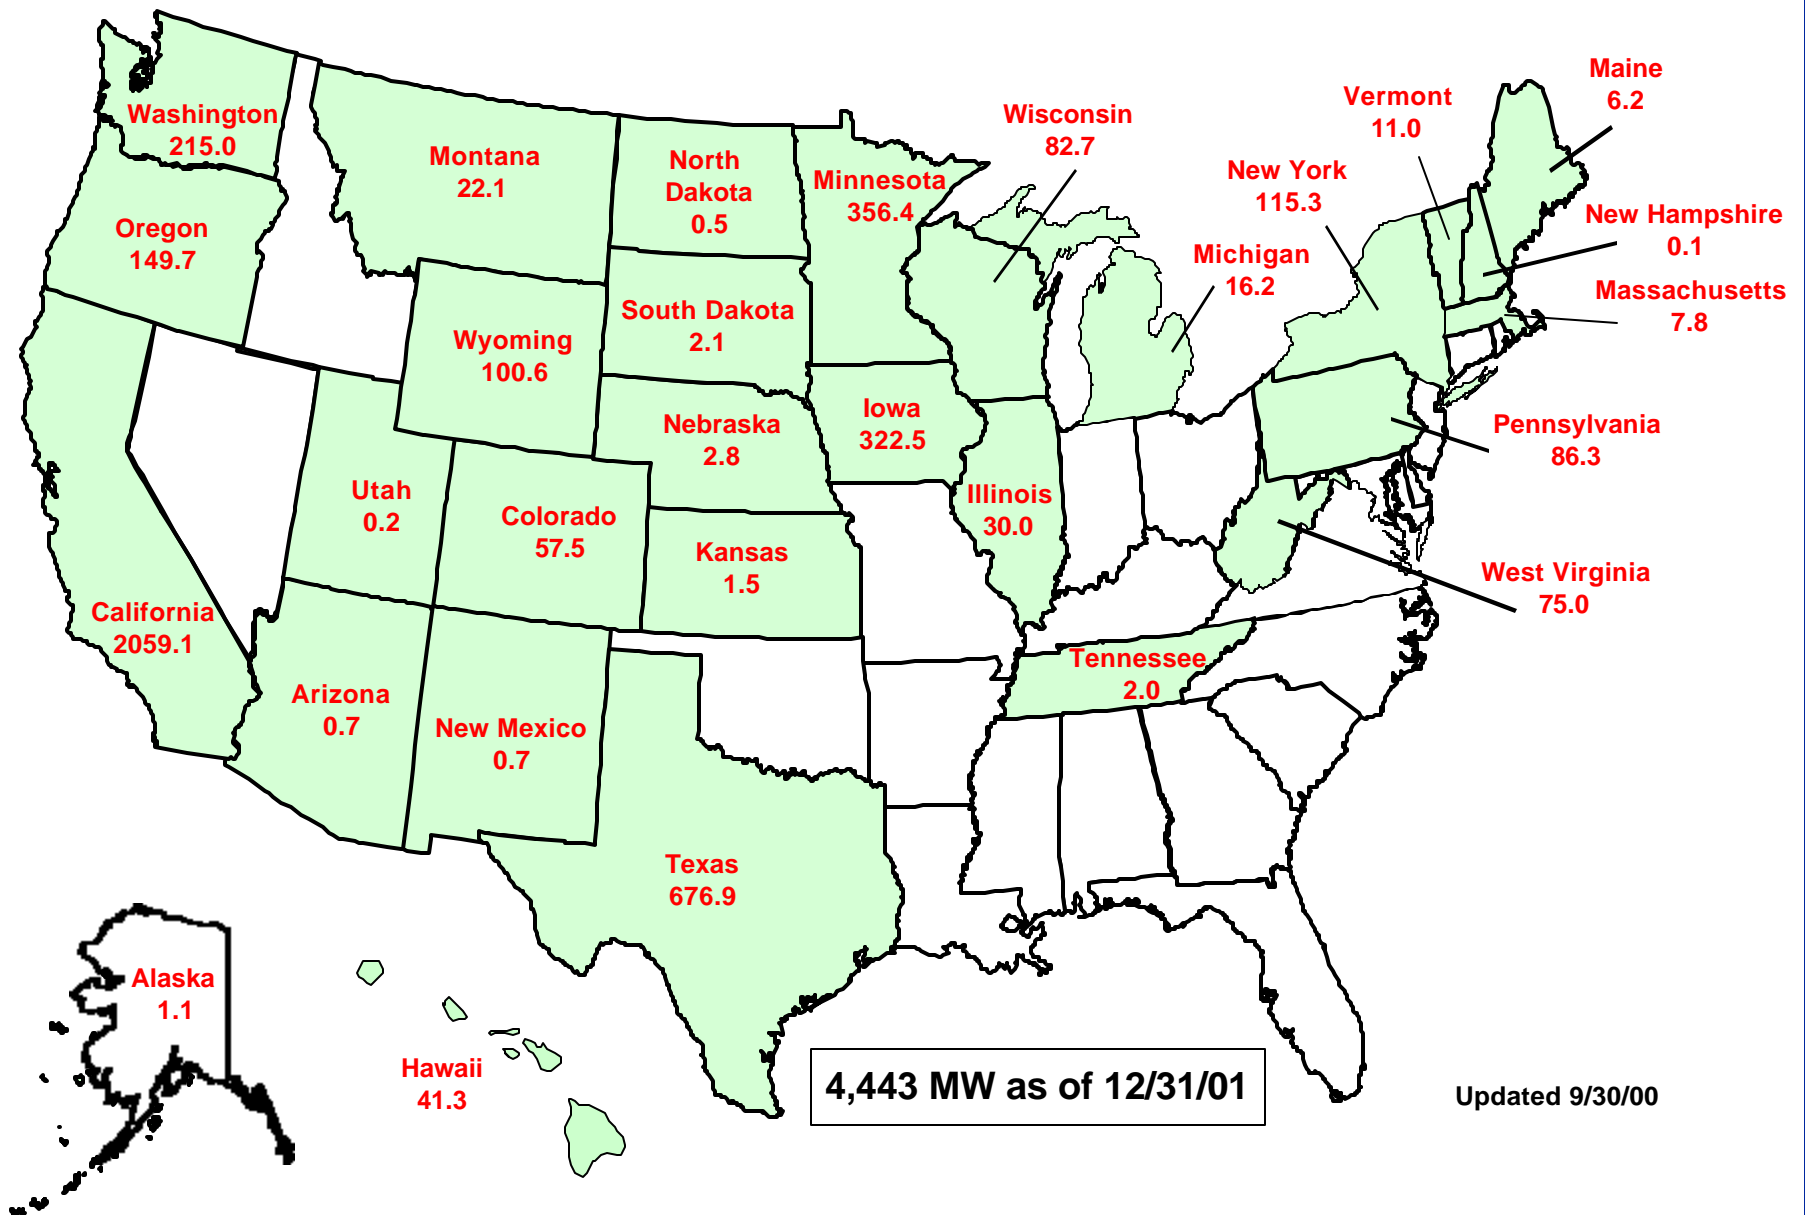 Washington
215.0
Oregon
149.7
California
2059.1
Montana
22.1
Wyoming
100.6
Utah
0.2
Colorado
57.5
Arizona
0.7
New Mexico
0.7
North
Dakota
0.5
South Dakota
2.1
Nebraska
2.8
Kansas
1.5
Texas
676.9
Minnesota
356.4
Iowa
322.5
Wisconsin
82.7
Illinois
30.0
Michigan
16.2
Tennessee
2.0
New York
115.3
Vermont
11.0
Maine
6.2
New Hampshire
0.1
Massachusetts
7.8
Pennsylvania
86.3
West Virginia
75.0
Alaska
1.1
Hawaii
41.3
4,443 MW as of 12/31/01
Updated 9/30/00